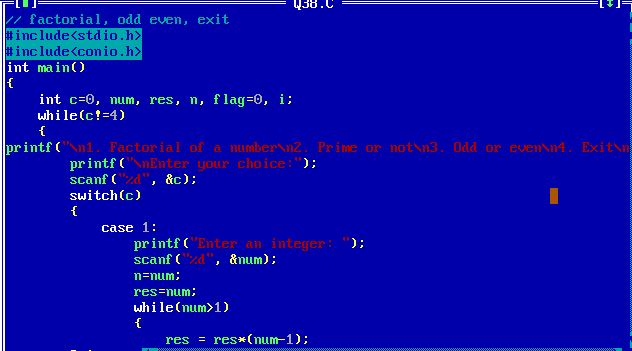 Q38.C
// factorial, odd even, exit
#include<stdio.h>
#include<conio.h>
int main()
{
int c=0, num, res, n, flag=0, i;
while(c!=4)
{
printf("\n1. Factorial of a number\n2. Prime or not\n3. Odd or even\n4. Exit\n
printf("\nEnter your choice:");
scanf("%d", &c);
switch(c)
{
case 1:
printf("Enter an integer: ");
scanf("%d", &num);
n=num;
res=num;
while(num>1)
{
res = res*(num-1);